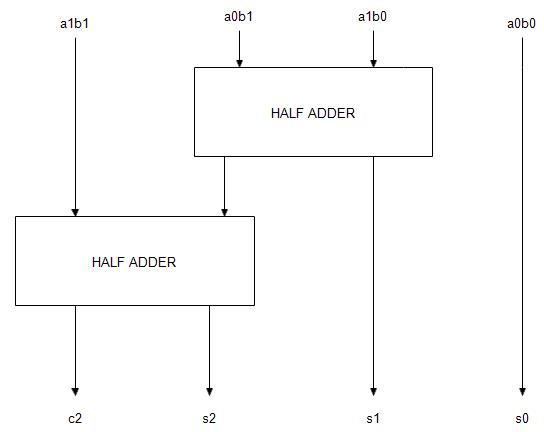 a1b1 a0b1 a1b0 a0b0
HALF ADDER
HALF ADDER
c2 s2 s1 s0